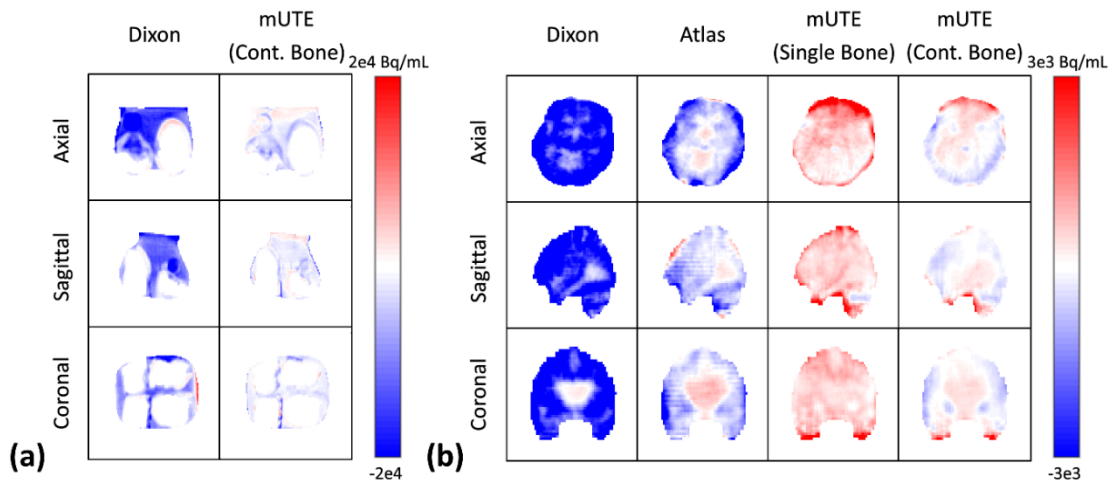 Dixon
mUTE
(Cont. Bone)
2e4 Bq/mL
Axial
Sagittal
Coronal
-2e4
(a)
Dixon
Atlas
mUTE
(Single Bone)
mUTE
(Cont. Bone)
3e3 Bq/mL
Axial
Sagittal
Coronal
-3e3
(b)